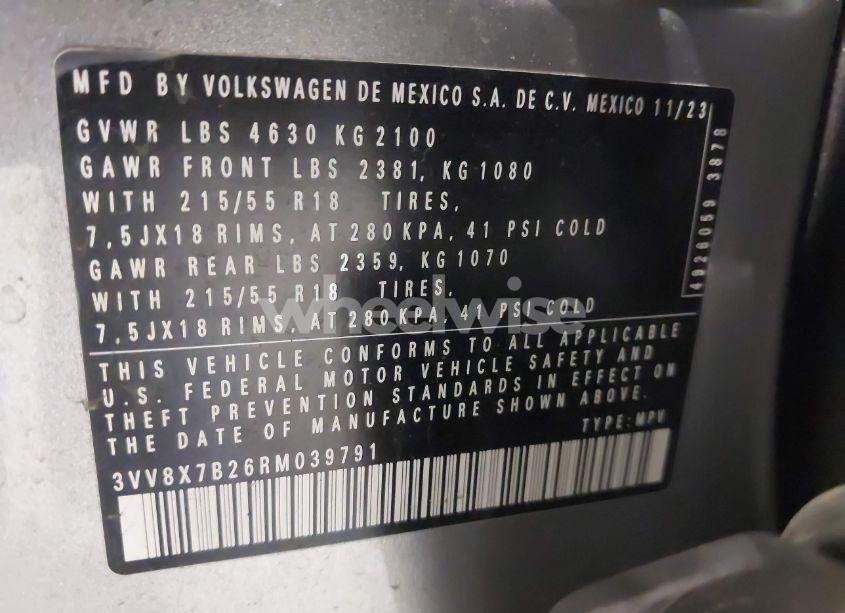 MFD BY VOLKSWAGEN DE MEXICO S.A. DE C.V. MEXICO 11/23
GVWR LBS 4630 KG 2100
GAWR FRONT LBS 2381, KG 1080
WITH 215/55 R18 TIRES,
7,5JX18 RIMS, AT 280 KPA, 41 PSI COLD
GAWR REAR LBS 2359, KG 1070
WITH 215/55 R18 TIRES,
7,5JX18 RIMS, AT 280 KPA, 41 PSI COLD
THIS VEHICLE CONFORMS TO ALL APPLICABLE
U.S. FEDERAL MOTOR VEHICLE SAFETY AND
THEFT PREVENTION STANDARDS IN EFFECT ON
THE DATE OF MANUFACTURE SHOWN ABOVE.
TYPE: MPV
3VV8X7B26RM039791
4926059 3878
wheelwise